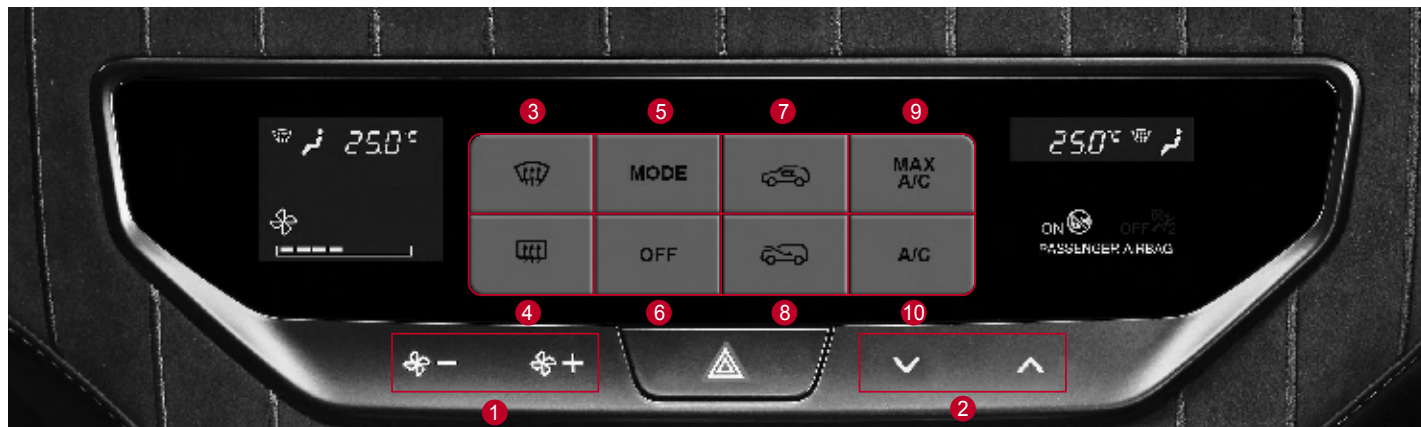 3 5 7 9
25.0°C
25.0°C
MODE
MAX
A/C
ON OFF
PASSENGER AIRBAG
OFF
A/C
4 6 8 10
1 2